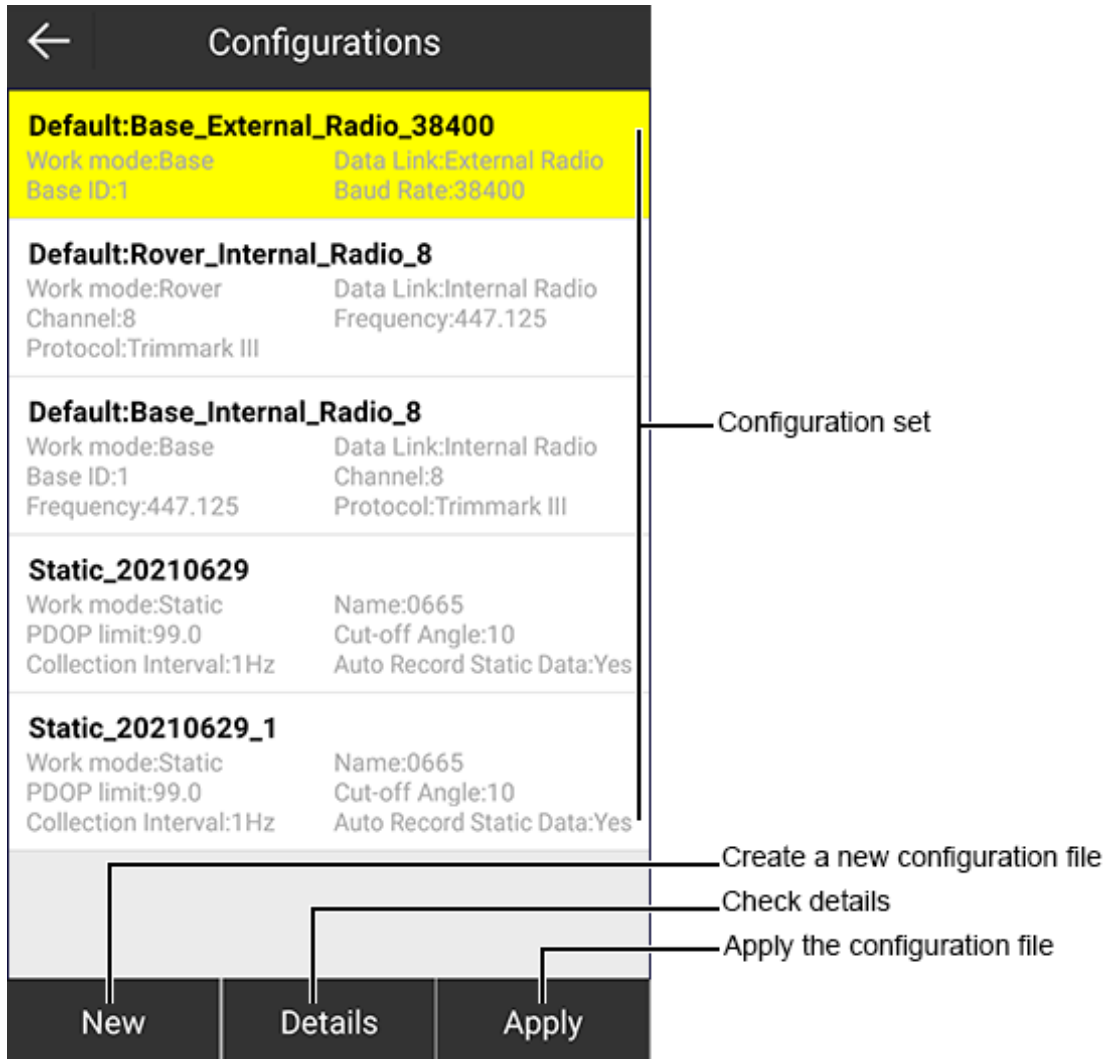 Configurations
Default:Base_External_Radio_38400
Work mode:Base Data Link:External Radio
Base ID:1 Baud Rate:38400
Default:Rover_Internal_Radio_8
Work mode:Rover Data Link:Internal Radio
Channel:8 Frequency:447.125
Protocol:Trimmark III
Default:Base_Internal_Radio_8
Work mode:Base Data Link:Internal Radio
Base ID:1 Channel:8
Frequency:447.125 Protocol:Trimmark III
Configuration set
Static_20210629
Work mode:Static Name:0665
PDOP limit:99.0 Cut-off Angle:10
Collection Interval:1Hz Auto Record Static Data:Yes
Static_20210629_1
Work mode:Static Name:0665
PDOP limit:99.0 Cut-off Angle:10
Collection Interval:1Hz Auto Record Static Data:Yes
Create a new configuration file
Check details
Apply the configuration file
New Details Apply